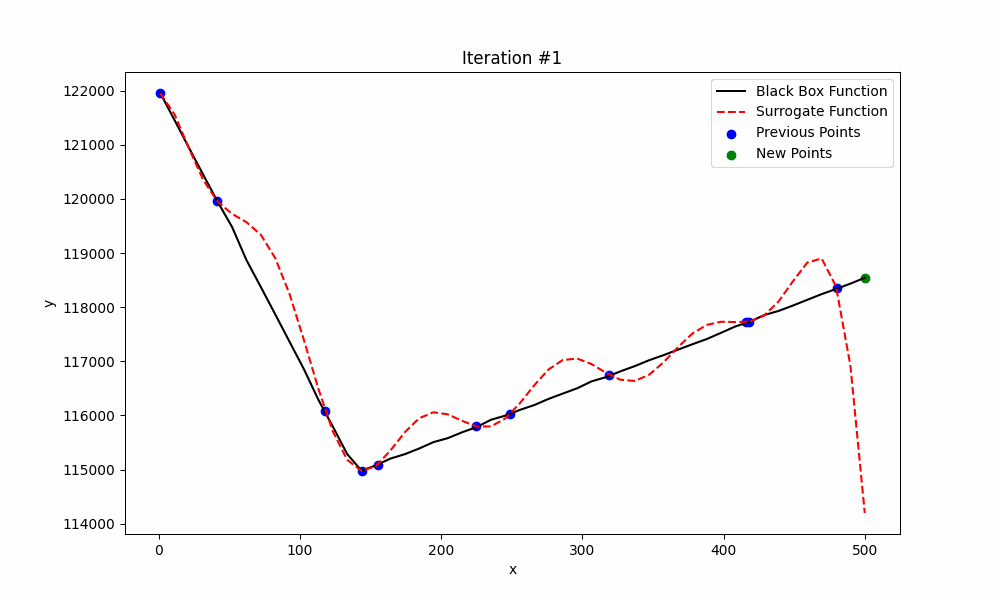 Iteration #1
Black Box Function
Surrogate Function
Previous Points
New Points
122000
121000
120000
119000
118000
117000
116000
115000
114000
y
0 100 200 300 400 500
x